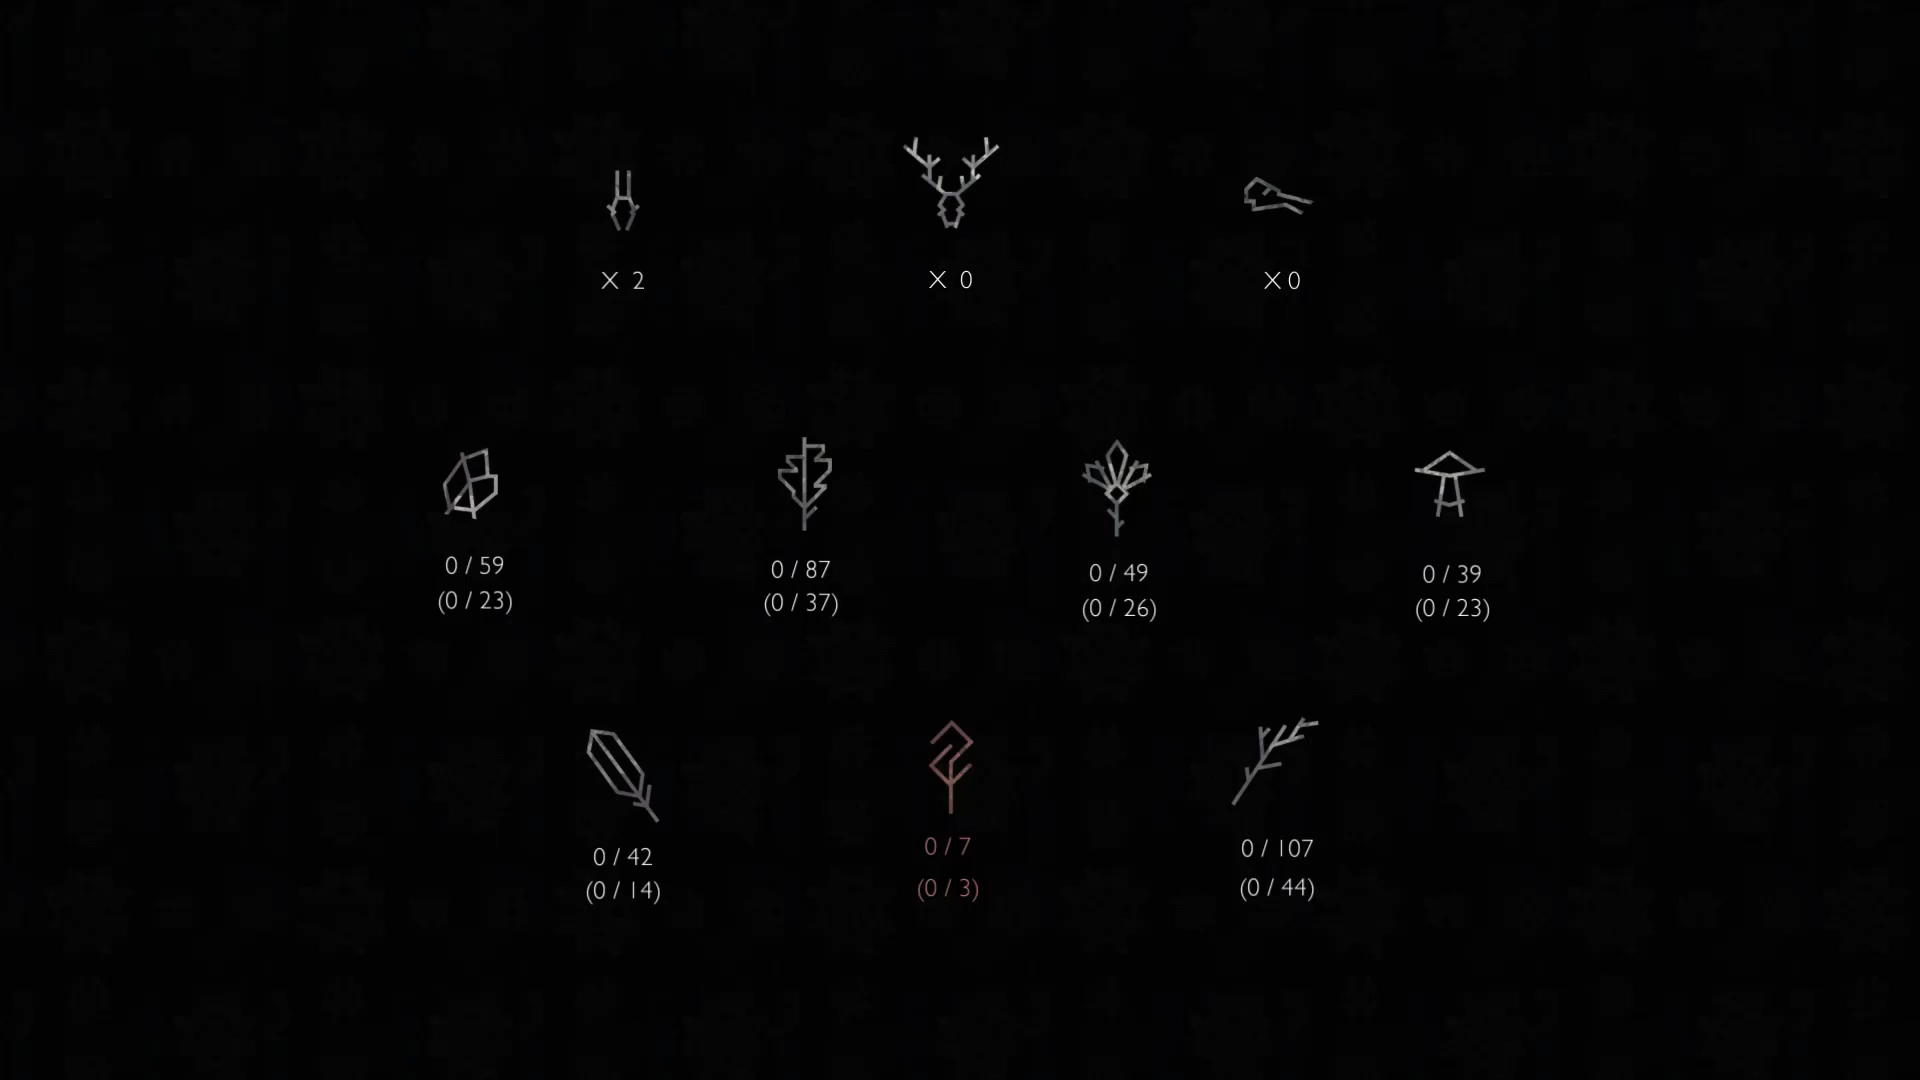 X 2
X 0
X 0
0 / 59
(0 / 23)
0 / 87
(0 / 37)
0 / 49
(0 / 26)
0 / 39
(0 / 23)
0 / 42
(0 / 14)
0 / 7
(0 / 3)
0 / 107
(0 / 44)